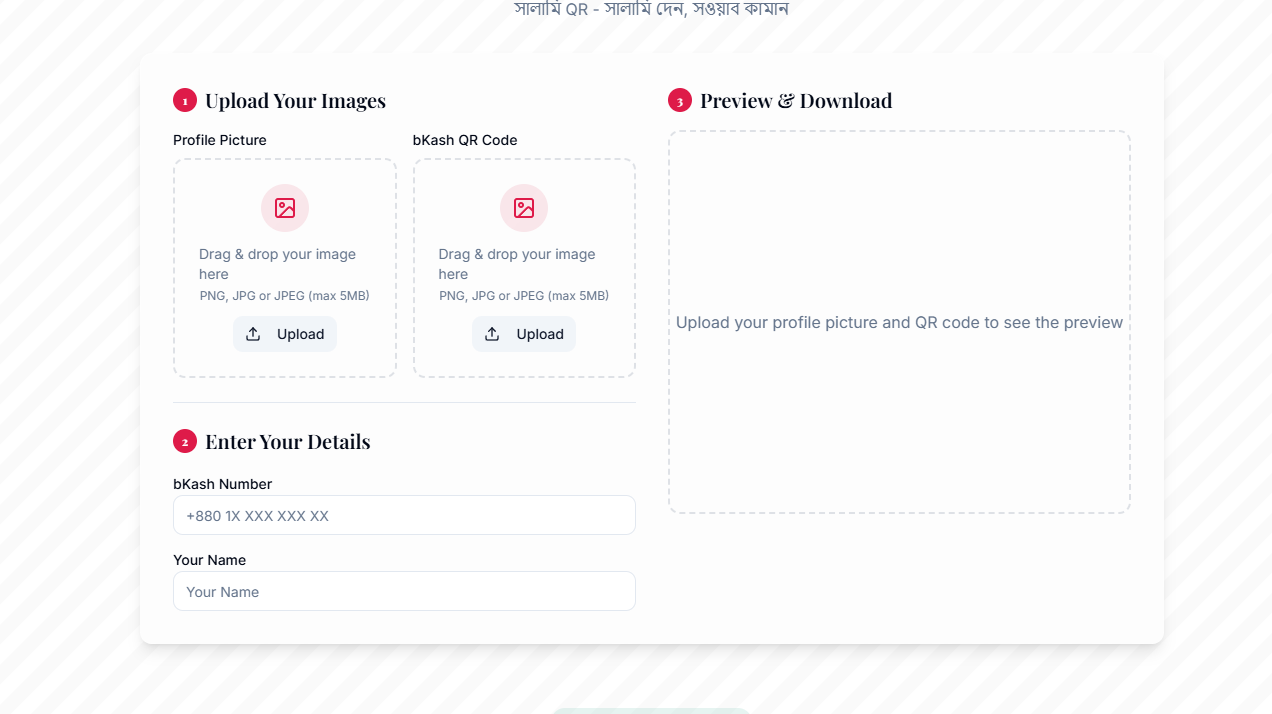 সালামি QR - সালামি দেন, সওয়াব কামান
1 Upload Your Images
Profile Picture
Drag & drop your image
here
PNG, JPG or JPEG (max 5MB)
Upload
bKash QR Code
Drag & drop your image
here
PNG, JPG or JPEG (max 5MB)
Upload
2 Enter Your Details
bKash Number
+880 1X XXX XXX XX
Your Name
Your Name
3 Preview & Download
Upload your profile picture and QR code to see the preview